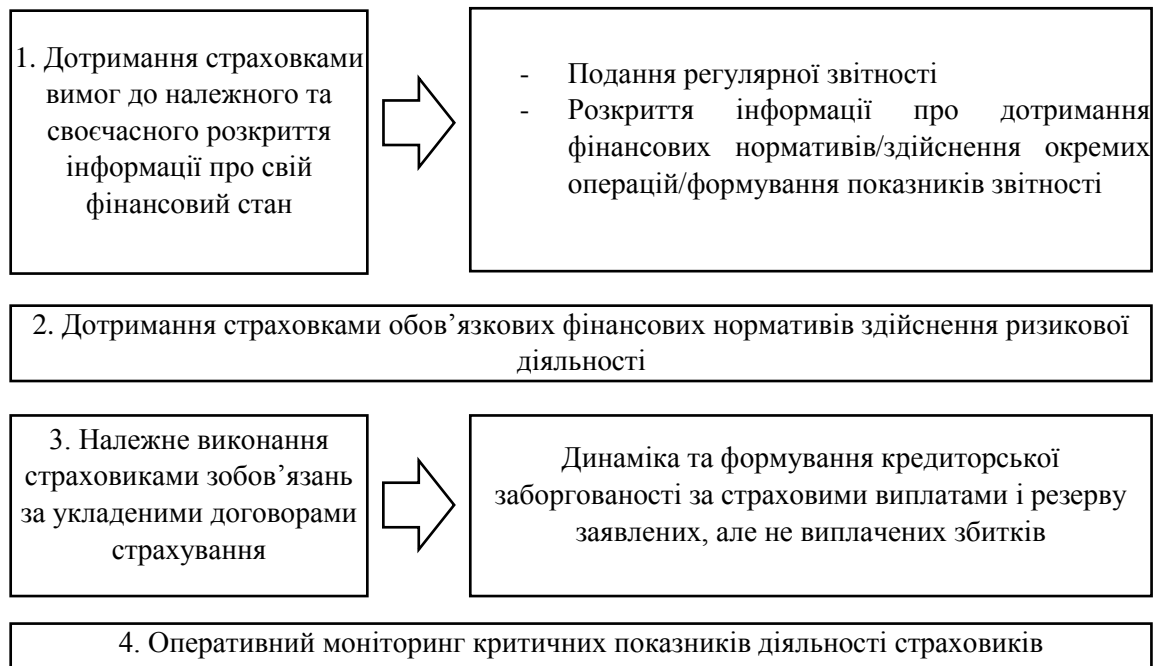 1. Дотримання страховками
вимог до належного та
своєчасного розкриття
інформації про свій
фінансовий стан
- Подання регулярної звітності
- Розкриття інформації про дотримання
фінансових нормативів/здійснення окремих
операцій/формування показників звітності
2. Дотримання страховками обов’язкових фінансових нормативів здійснення ризикової
діяльності
3. Належне виконання
страховиками зобов’язань
за укладеними договорами
страхування
Динаміка та формування кредиторської
заборгованості за страховими виплатами і резерву
заявлених, але не виплачених збитків
4. Оперативний моніторинг критичних показників діяльності страховиків